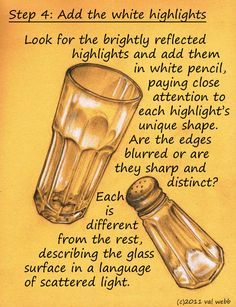 Step 4: Add the white highlights
Look for the brightly reflected
highlights and add them
in white pencil,
paying close
attention to
each highlight's
unique shape.
Are the edges
blurred or are
they sharp and
distinct?
Each
is
different
from the rest,
describing the glass
surface in a language
of scattered light.
(c)2011 val webb